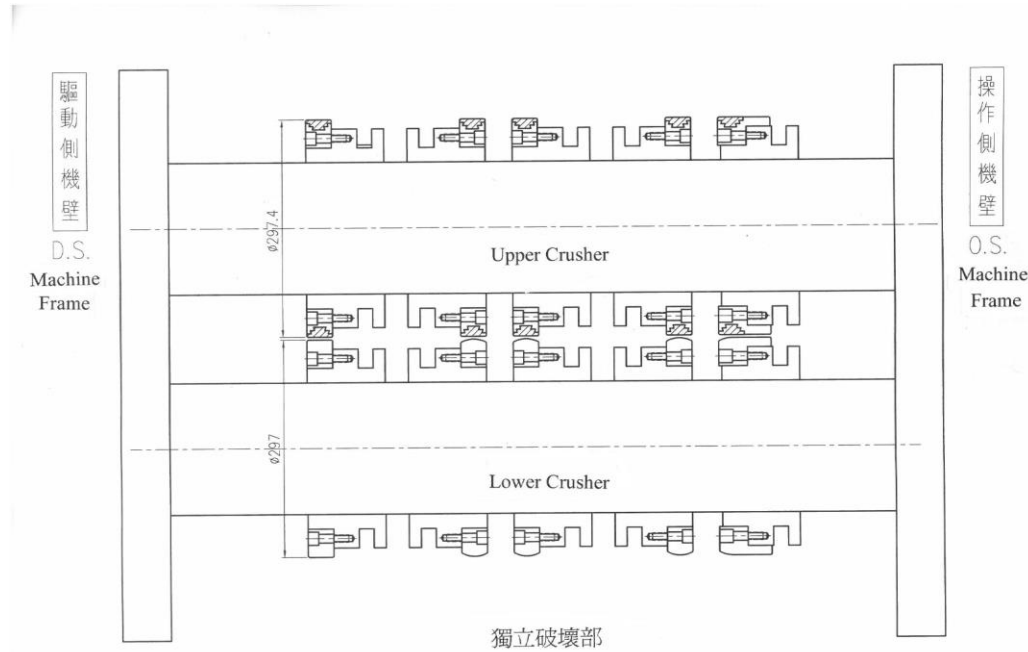 驅動側機壁
D.S.
Machine
Frame
操作側機壁
O.S.
Machine
Frame
ø297.4
Upper Crusher
ø297
Lower Crusher
獨立破壞部